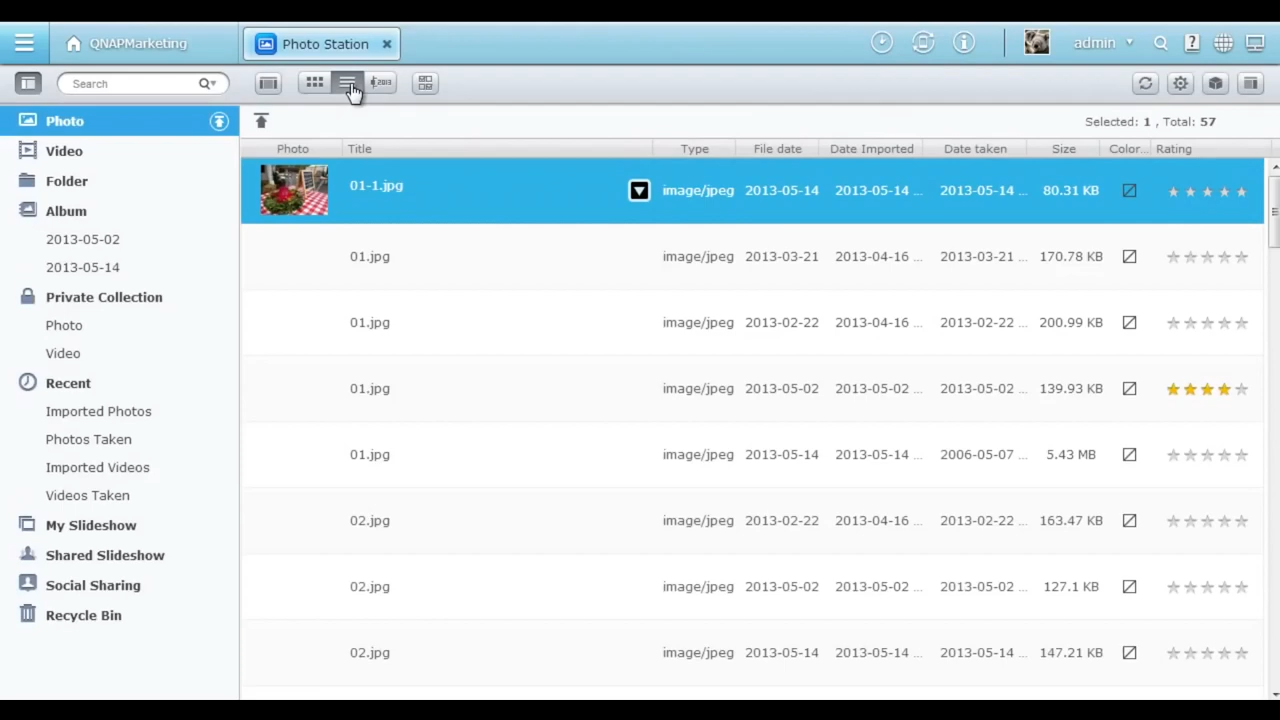 QNAPMarketing
Photo Station
admin
Search
2013
Photo
Video
Folder
Album
2013-05-02
2013-05-14
Private Collection
Photo
Video
Recent
Imported Photos
Photos Taken
Imported Videos
Videos Taken
My Slideshow
Shared Slideshow
Social Sharing
Recycle Bin
Selected: 1 , Total: 57
Photo Title Type File date Date Imported Date taken Size Color... Rating
01-1.jpg image/jpeg 2013-05-14 2013-05-14 ... 2013-05-14 ... 80.31 KB
01.jpg image/jpeg 2013-03-21 2013-04-16 ... 2013-03-21 ... 170.78 KB
01.jpg image/jpeg 2013-02-22 2013-04-16 ... 2013-02-22 ... 200.99 KB
01.jpg image/jpeg 2013-05-02 2013-05-02 ... 2013-05-02 ... 139.93 KB
01.jpg image/jpeg 2013-05-14 2013-05-14 ... 2006-05-07 ... 5.43 MB
02.jpg image/jpeg 2013-02-22 2013-04-16 ... 2013-02-22 ... 163.47 KB
02.jpg image/jpeg 2013-05-02 2013-05-02 ... 2013-05-02 ... 127.1 KB
02.jpg image/jpeg 2013-05-14 2013-05-14 ... 2013-05-14 ... 147.21 KB